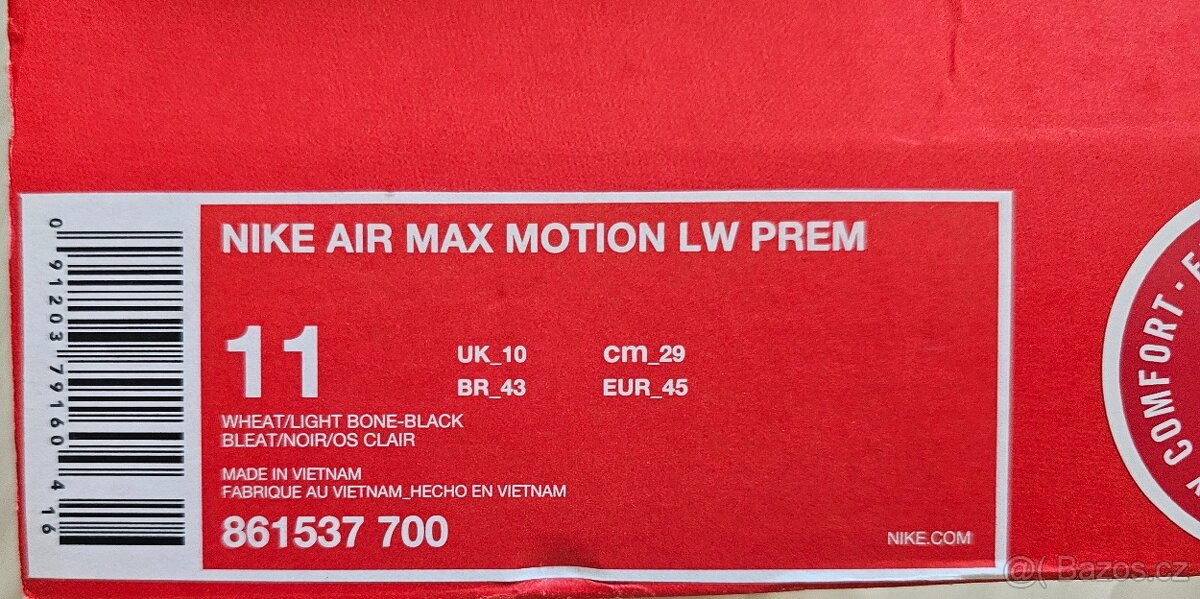 NIKE AIR MAX MOTION LW PREM
11
UK_10 cm_29
BR_43 EUR_45
WHEAT/LIGHT BONE-BLACK
BLEAT/NOIR/OS CLAIR
MADE IN VIETNAM
FABRIQUE AU VIETNAM_HECHO EN VIETNAM
861537 700
NIKE.COM
0 91203 79160 4 16
COMFORT
Bazos.cz